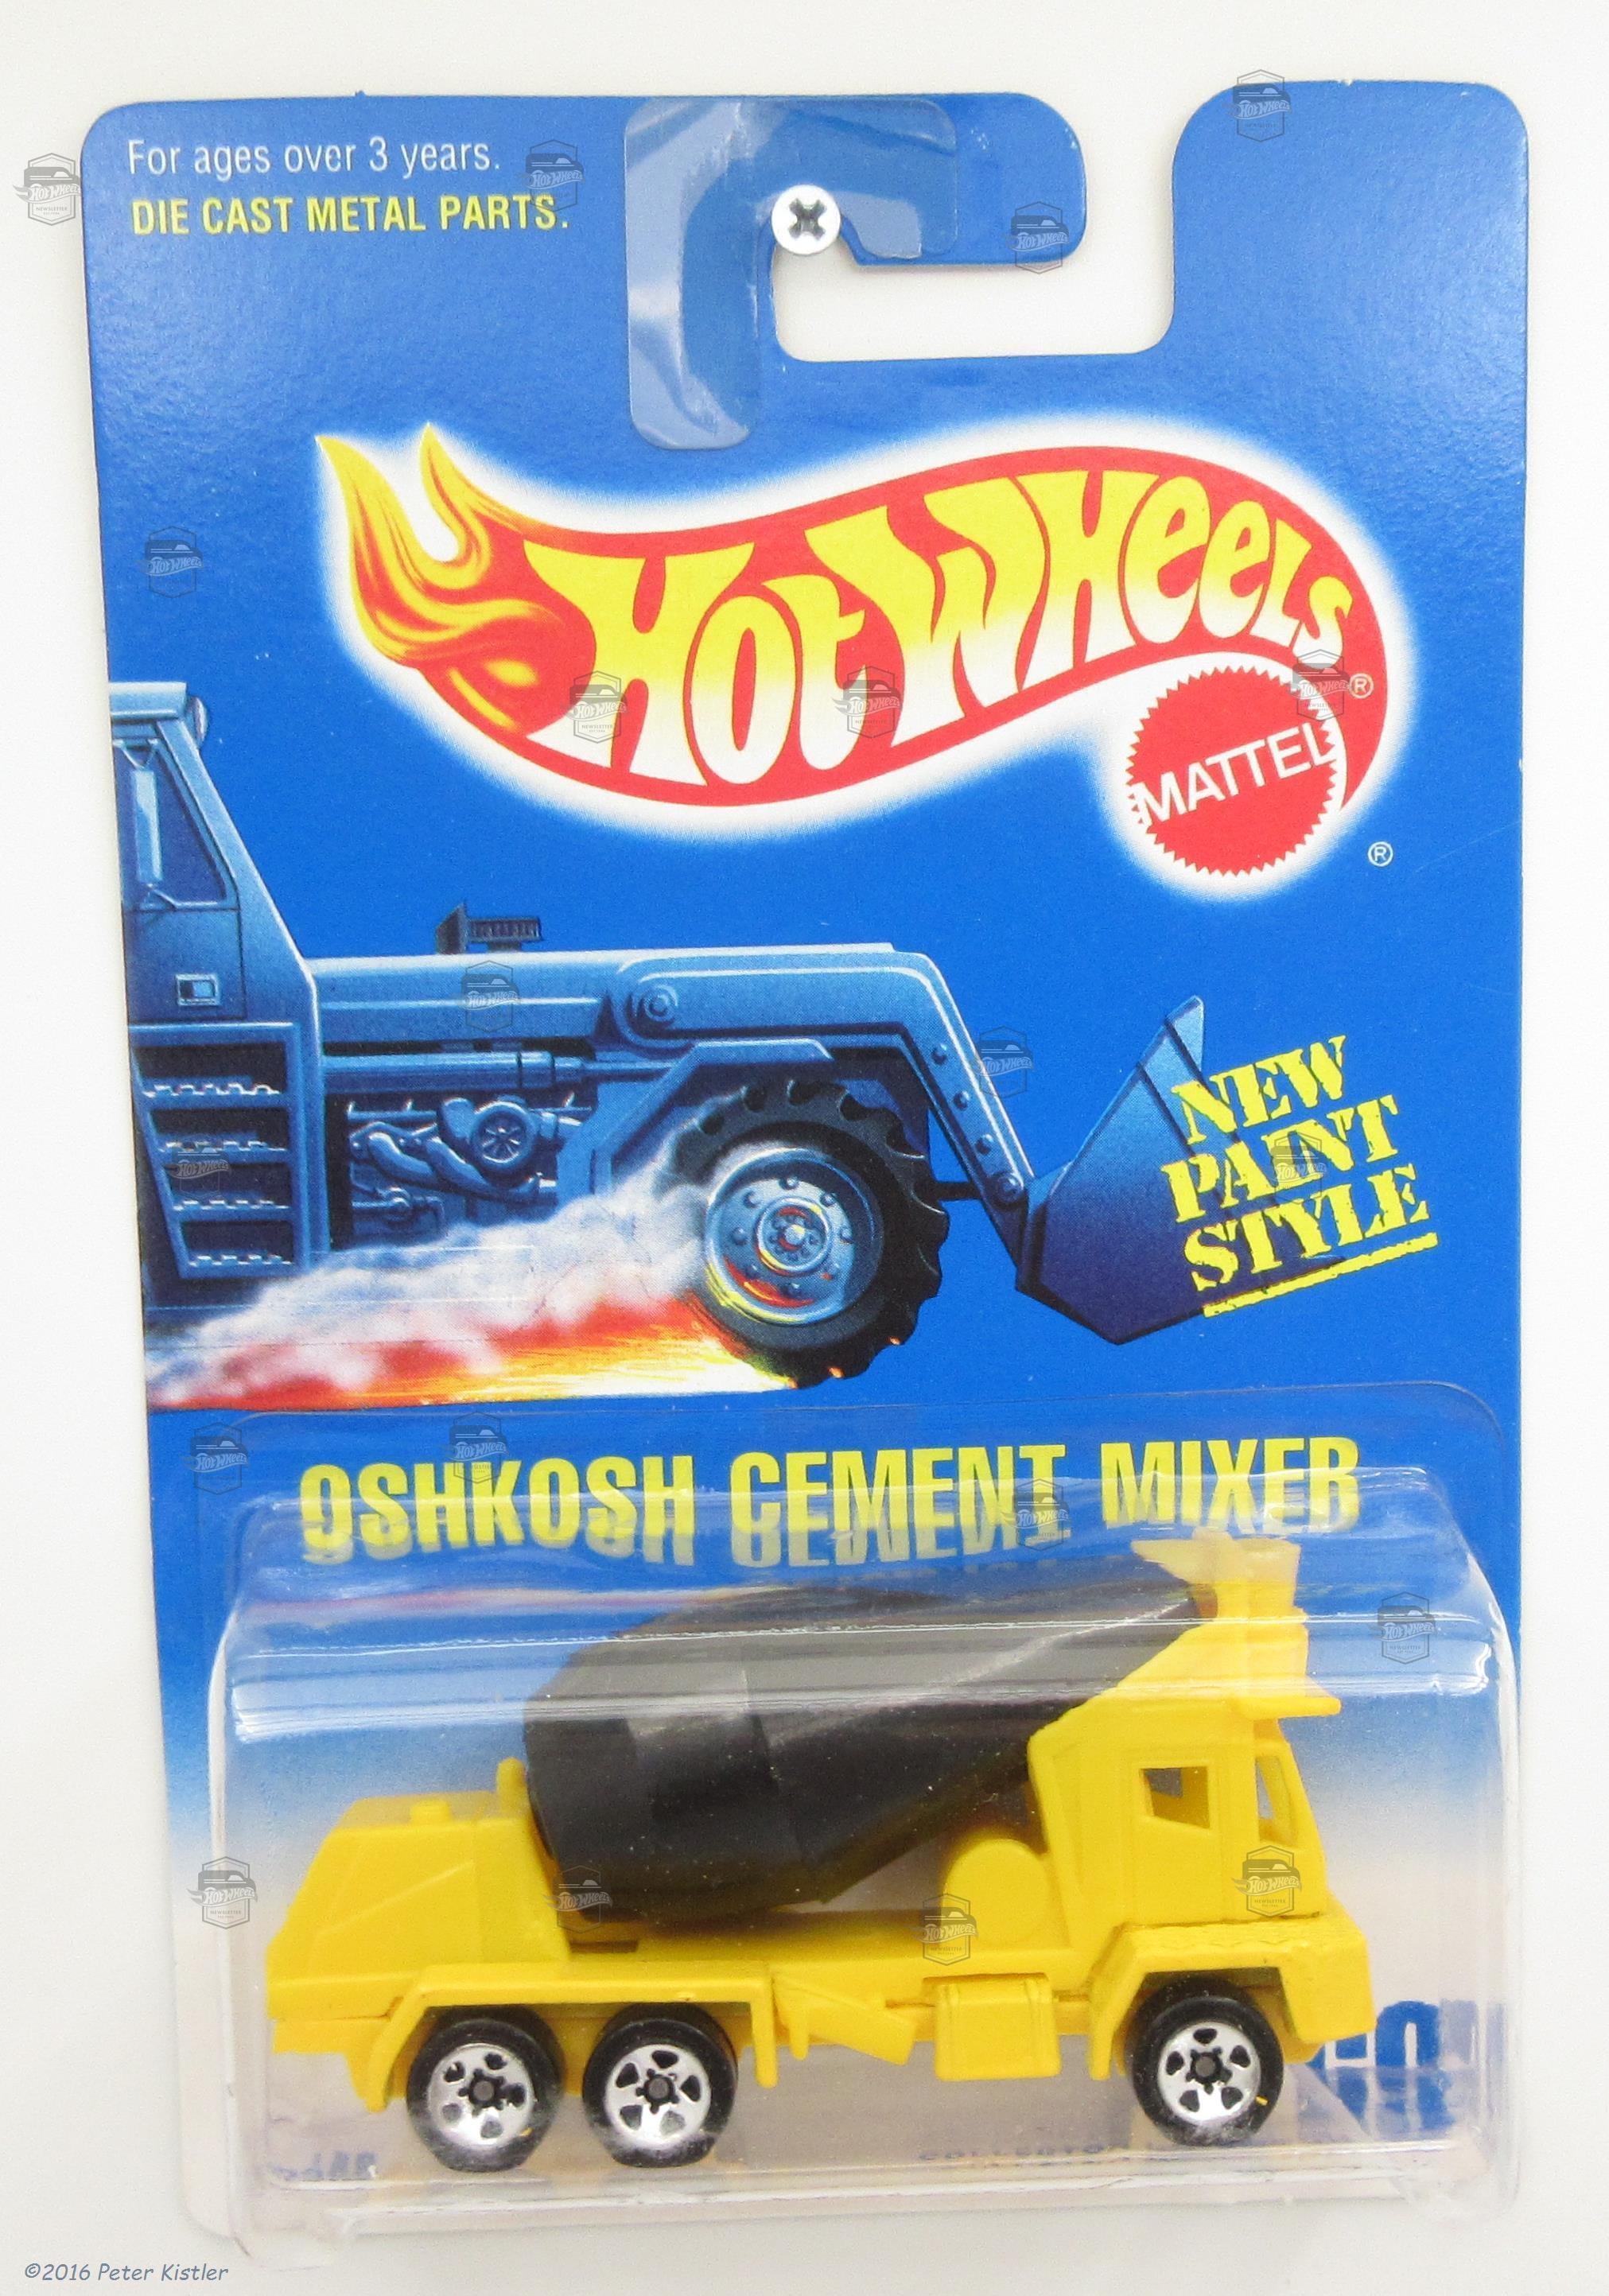 For ages over 3 years.
DIE CAST METAL PARTS.
HOT WHEELS
®
MATTEL
®
NEW
PAINT
STYLE
OSHKOSH CEMENT MIXER
©2016 Peter Kistler